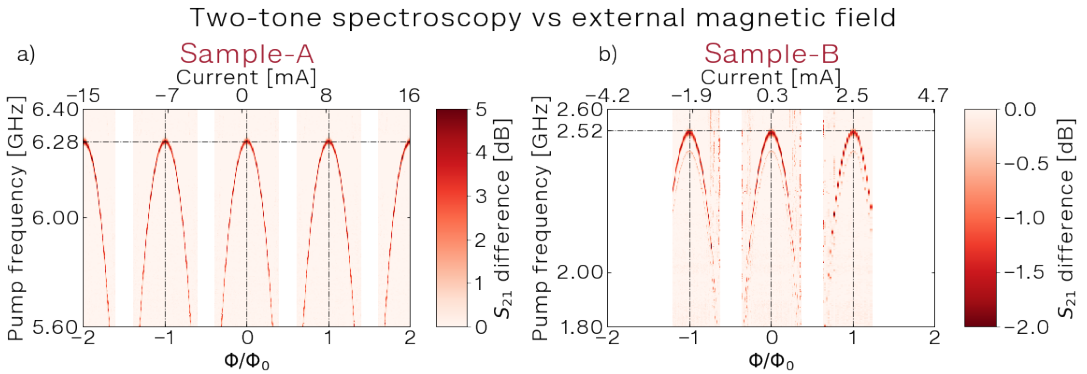 Two-tone spectroscopy vs external magnetic field
a)
Sample-A
Current [mA]
−15 −7 0 8 16
6.40
6.28
6.00
5.60
Pump frequency [GHz]
−2 −1 0 1 2
Φ/Φ0
5
4
3
2
1
0
S21 difference [dB]
b)
Sample-B
Current [mA]
−4.2 −1.9 0.3 2.5 4.7
2.60
2.52
2.00
1.80
Pump frequency [GHz]
−2 −1 0 1 2
Φ/Φ0
0.0
−0.5
−1.0
−1.5
−2.0
S21 difference [dB]